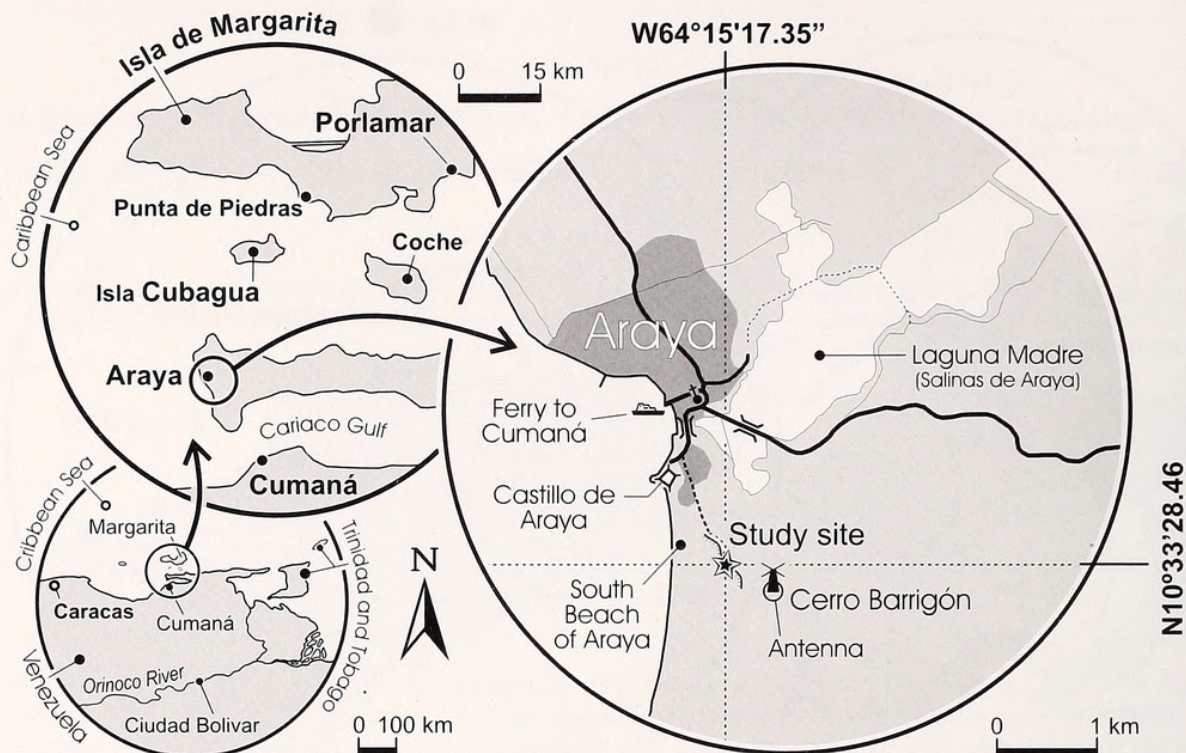 Isla de Margarita
0 15 km
W64°15'17.35”
Porlamar
Caribbean Sea
Punta de Piedras
Coche
Isla Cubagua
Araya
Araya
Laguna Madre
(Salinas de Araya)
Ferry to
Cumaná
Cariaco Gulf
Cumaná
Castillo de
Araya
Cribbean Sea
Margarita
N
Study site
N10°33'28.46
Caracas
Cumaná
Trinidad and Tobago
South
Beach
of Araya
Cerro Barrigón
Antenna
Venezuela
Orinoco River
Ciudad Bolivar
0 100 km
0 1 km